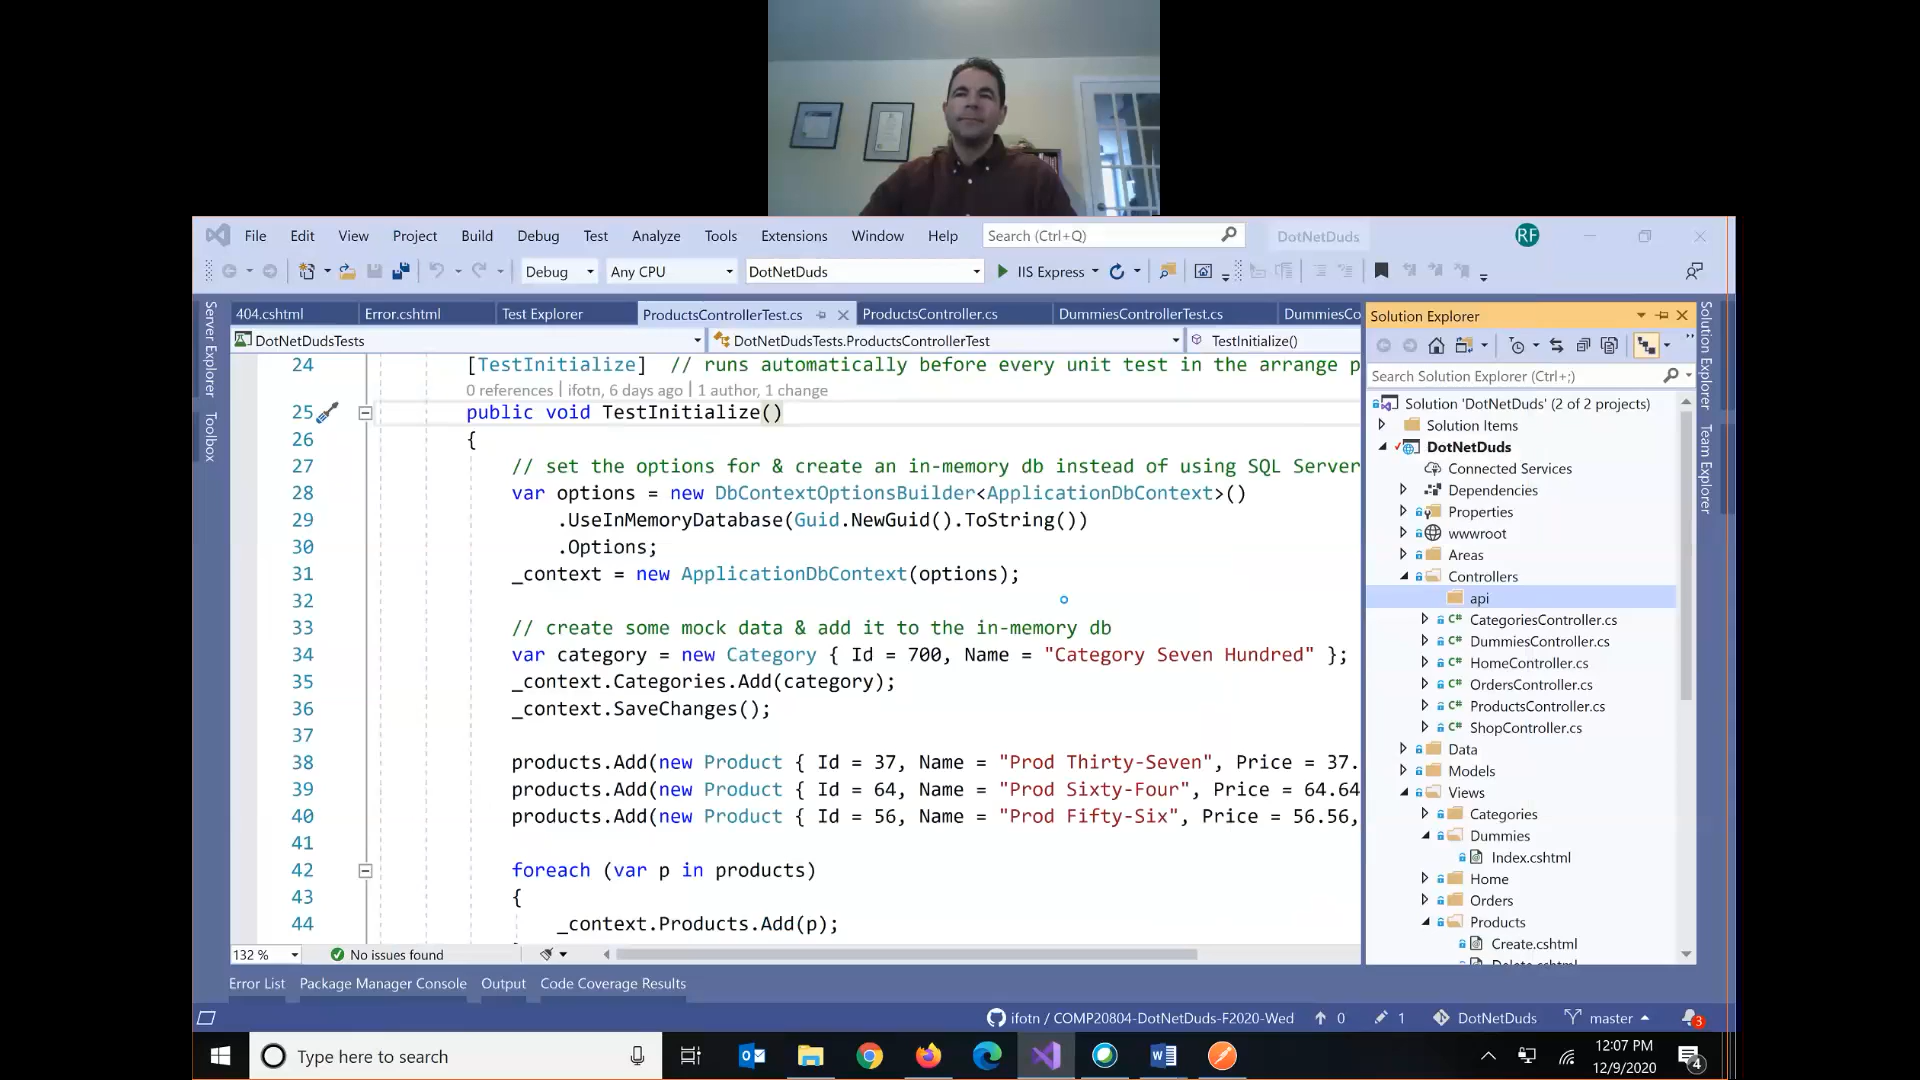 File Edit View Project Build Debug Test Analyze Tools Extensions Window Help Search (Ctrl+Q) DotNetDuds RF
Debug Any CPU DotNetDuds IIS Express
404.cshtml Error.cshtml Test Explorer ProductsControllerTest.cs ProductsController.cs DummiesControllerTest.cs DummiesCo
DotNetDudsTests DotNetDudsTests.ProductsControllerTest TestInitialize()
Server Explorer
Toolbox
24 [TestInitialize] // runs automatically before every unit test in the arrange p
0 references | ifotn, 6 days ago | 1 author, 1 change
25 public void TestInitialize()
26 {
27 // set the options for & create an in-memory db instead of using SQL Server
28 var options = new DbContextOptionsBuilder<ApplicationDbContext>()
29 .UseInMemoryDatabase(Guid.NewGuid().ToString())
30 .Options;
31 _context = new ApplicationDbContext(options);
32
33 // create some mock data & add it to the in-memory db
34 var category = new Category { Id = 700, Name = "Category Seven Hundred" };
35 _context.Categories.Add(category);
36 _context.SaveChanges();
37
38 products.Add(new Product { Id = 37, Name = "Prod Thirty-Seven", Price = 37.
39 products.Add(new Product { Id = 64, Name = "Prod Sixty-Four", Price = 64.64
40 products.Add(new Product { Id = 56, Name = "Prod Fifty-Six", Price = 56.56,
41
42 foreach (var p in products)
43 {
44 _context.Products.Add(p);
132 % No issues found
Solution Explorer
Search Solution Explorer (Ctrl+;)
Solution 'DotNetDuds' (2 of 2 projects)
Solution Items
DotNetDuds
Connected Services
Dependencies
Properties
wwwroot
Areas
Controllers
api
C# CategoriesController.cs
C# DummiesController.cs
C# HomeController.cs
C# OrdersController.cs
C# ProductsController.cs
C# ShopController.cs
Data
Models
Views
Categories
Dummies
Index.cshtml
Home
Orders
Products
Create.cshtml
Delete.cshtml
Solution Explorer
Team Explorer
Error List Package Manager Console Output Code Coverage Results
ifotn / COMP20804-DotNetDuds-F2020-Wed 0 1 DotNetDuds master 3
Type here to search 12:07 PM
12/9/2020 4